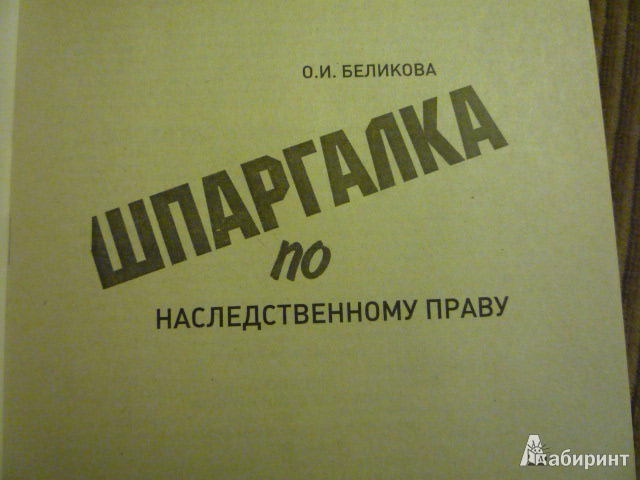 О.И. БЕЛИКОВА
ШПАРГАЛКА
по
НАСЛЕДСТВЕННОМУ ПРАВУ
Лабиринт